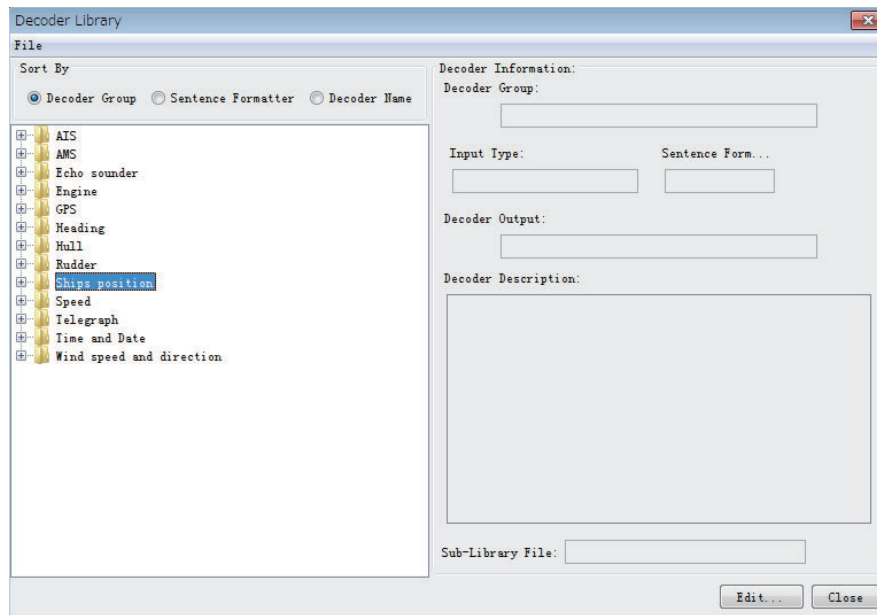 Decoder Library
File
Sort By
Decoder Group Sentence Formatter Decoder Name
AIS
AMS
Echo sounder
Engine
GPS
Heading
Hull
Rudder
Ships position
Speed
Telegraph
Time and Date
Wind speed and direction
Decoder Information:
Decoder Group:
Input Type: Sentence Form...
Decoder Output:
Decoder Description:
Sub-Library File:
Edit... Close